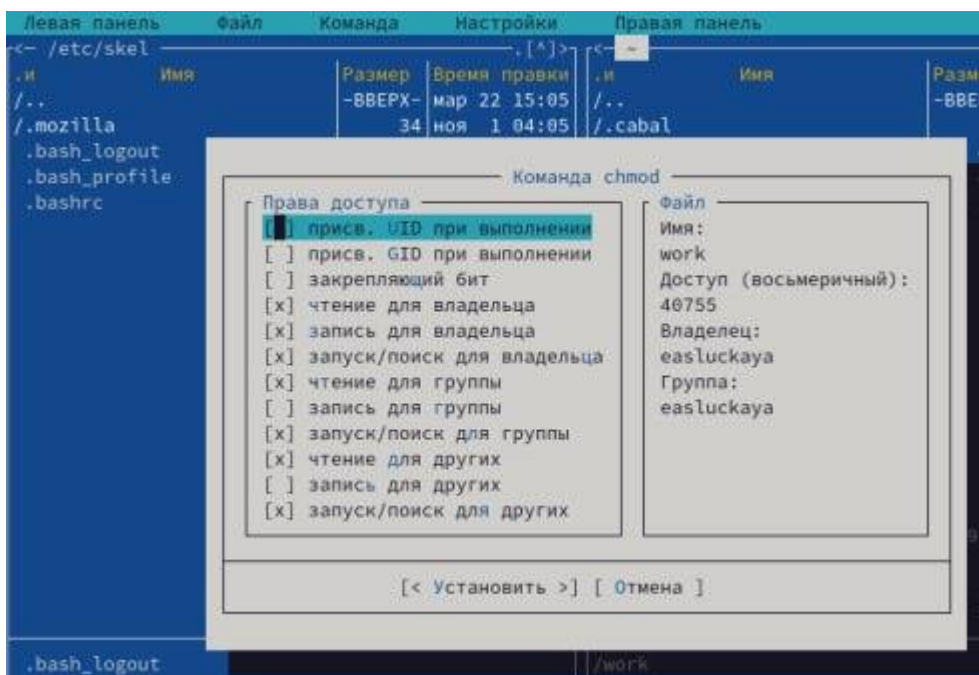 Левая панель Файл Команда Настройки Правая панель
<- /etc/skel .[^]> <- ~
.и Имя Размер Время правки .и Имя Разм
/.. -ВВЕРХ- мар 22 15:05 /.. -ВВЕ
/.mozilla 34 ноя 1 04:05 /.cabal
.bash_logout
.bash_profile
.bashrc
Команда chmod
Права доступа
[ ] присв. UID при выполнении
[ ] присв. GID при выполнении
[ ] закрепляющий бит
[x] чтение для владельца
[x] запись для владельца
[x] запуск/поиск для владельца
[x] чтение для группы
[ ] запись для группы
[x] запуск/поиск для группы
[x] чтение для других
[ ] запись для других
[x] запуск/поиск для других
Файл
Имя:
work
Доступ (восьмеричный):
40755
Владелец:
easluckaya
Группа:
easluckaya
[< Установить >] [ Отмена ]
.bash_logout /work